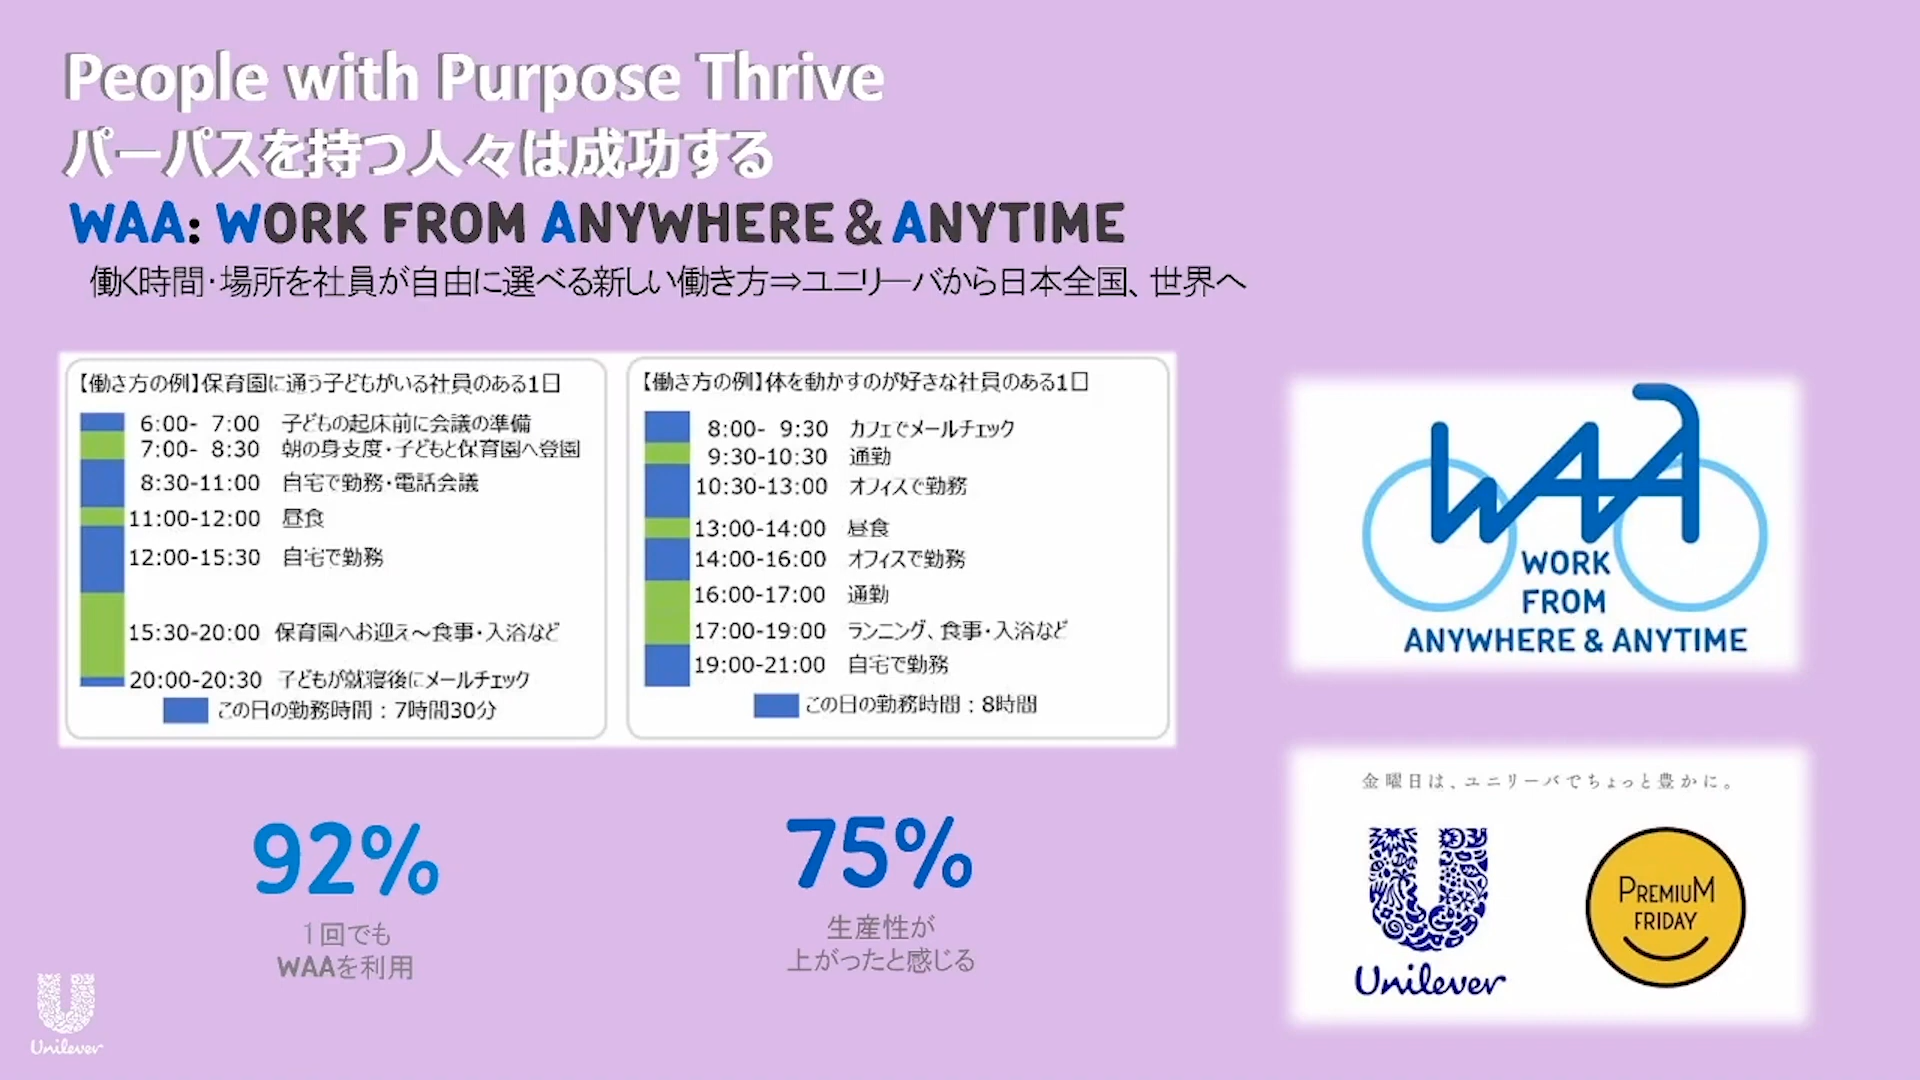 People with Purpose Thrive
パーパスを持つ人々は成功する
WAA: WORK FROM ANYWHERE & ANYTIME
働く時間・場所を社員が自由に選べる新しい働き方⇒ユニリーバから日本全国、世界へ
【働き方の例】保育園に通う子どもがいる社員のある1日
6:00- 7:00 子どもの起床前に会議の準備
7:00- 8:30 朝の身支度・子どもと保育園へ登園
8:30-11:00 自宅で勤務・電話会議
11:00-12:00 昼食
12:00-15:30 自宅で勤務
15:30-20:00 保育園へお迎え～食事・入浴など
20:00-20:30 子どもが就寝後にメールチェック
この日の勤務時間：7時間30分
【働き方の例】体を動かすのが好きな社員のある1日
8:00- 9:30 カフェでメールチェック
9:30-10:30 通勤
10:30-13:00 オフィスで勤務
13:00-14:00 昼食
14:00-16:00 オフィスで勤務
16:00-17:00 通勤
17:00-19:00 ランニング、食事・入浴など
19:00-21:00 自宅で勤務
この日の勤務時間：8時間
WAA
WORK
FROM
ANYWHERE & ANYTIME
92%
1回でも
WAAを利用
75%
生産性が
上がったと感じる
金曜日は、ユニリーバでちょっと豊かに。
Unilever
PREMIUM
FRIDAY
Unilever